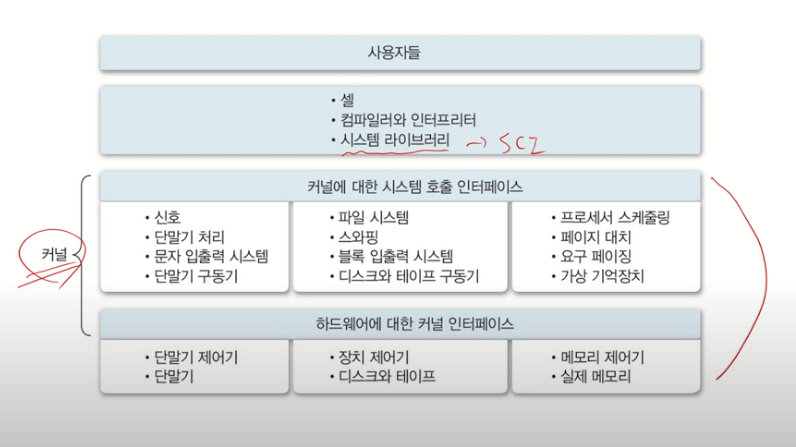 사용자들
• 셸
• 컴파일러와 인터프리터
• 시스템 라이브러리 → SCI
커널에 대한 시스템 호출 인터페이스
• 신호
• 단말기 처리
• 문자 입출력 시스템
• 단말기 구동기
• 파일 시스템
• 스와핑
• 블록 입출력 시스템
• 디스크와 테이프 구동기
• 프로세서 스케줄링
• 페이지 대치
• 요구 페이징
• 가상 기억장치
커널
하드웨어에 대한 커널 인터페이스
• 단말기 제어기
• 단말기
• 장치 제어기
• 디스크와 테이프
• 메모리 제어기
• 실제 메모리